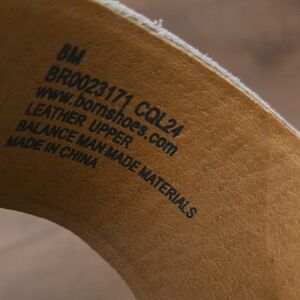 8M
BR0023171 CQL24
www.bornshoes.com
LEATHER UPPER
BALANCE MAN MADE MATERIALS
MADE IN CHINA